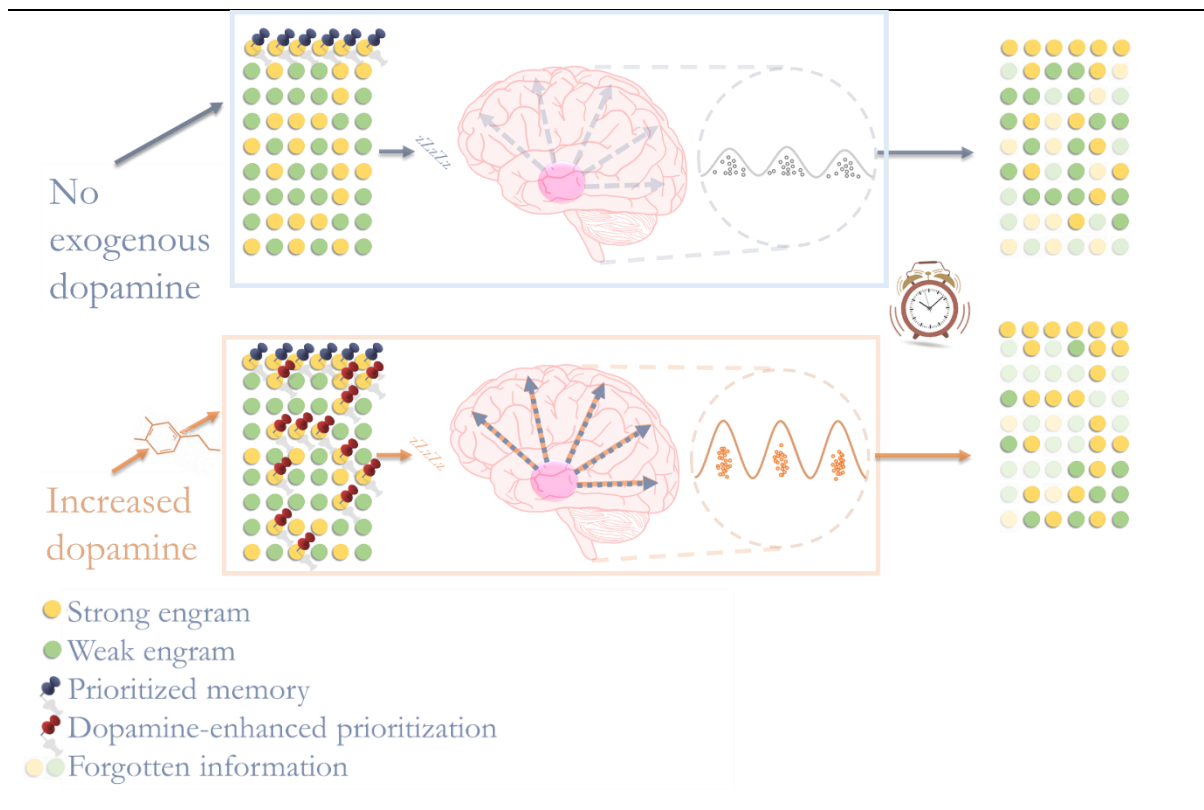 No
exogenous
dopamine
Increased
dopamine
Strong engram
Weak engram
Prioritized memory
Dopamine-enhanced prioritization
Forgotten information